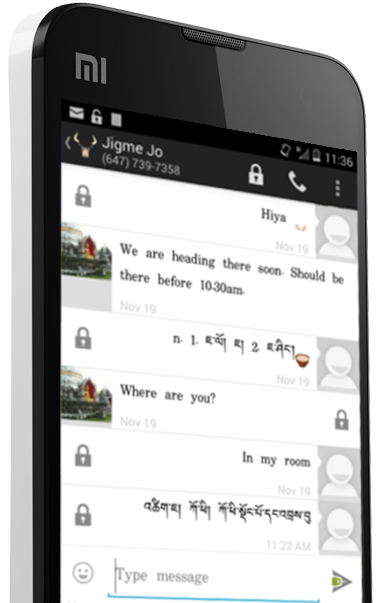 mi
11:36
Jigme Jo
(647) 739-7358
Hiya
Nov 19
We are heading there soon. Should be
there before 10:30am.
Nov 19
n. 1. ཇ་ལོ། ཇ། 2. ཇ་ཤིང་།
Nov 19
Where are you?
Nov 19
In my room
Nov 19
འཚིག་ཇ། ཀོ་ཕི། ཀོ་ཕི་སྡོང་པོ་དང་འབྲས་བུ
11:22 AM
Type message